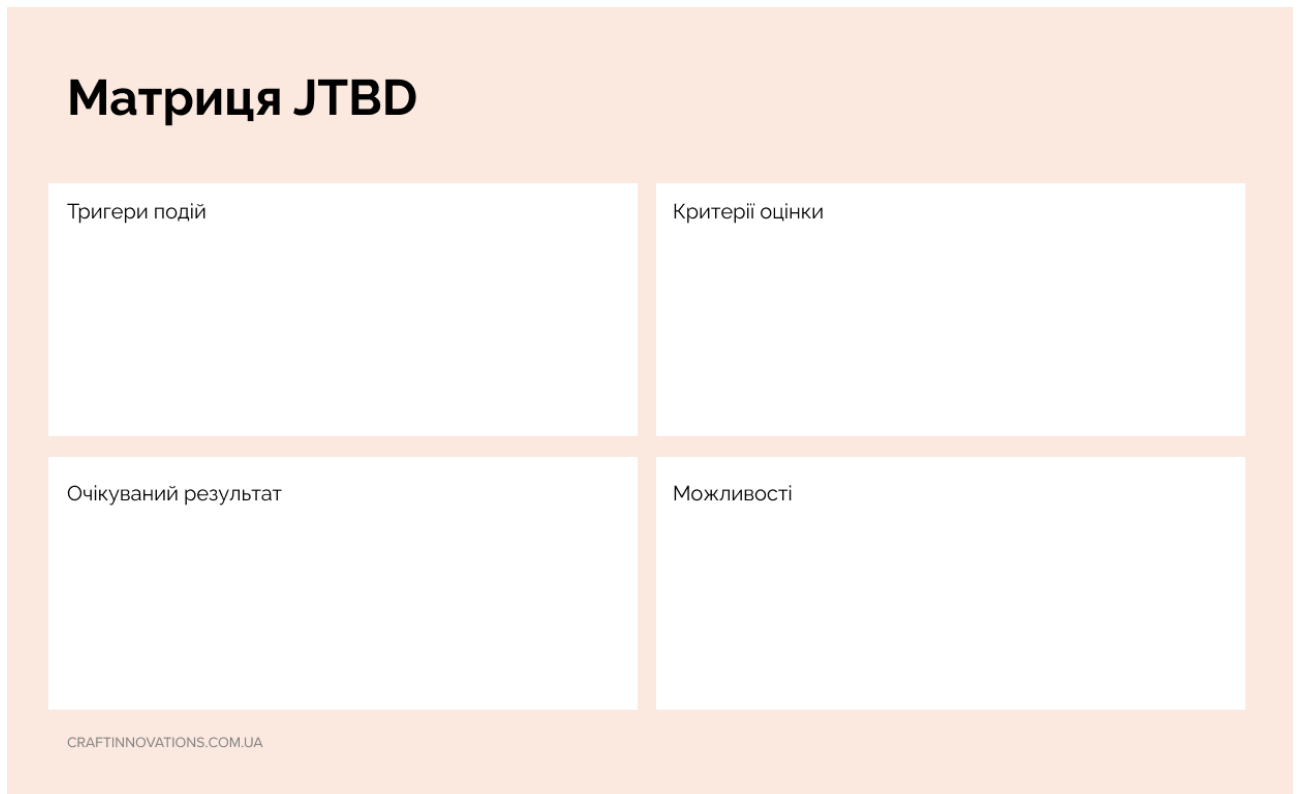 Матриця JTBD
Тригери подій
Критерії оцінки
Очікуваний результат
Можливості
CRAFTINNOVATIONS.COM.UA